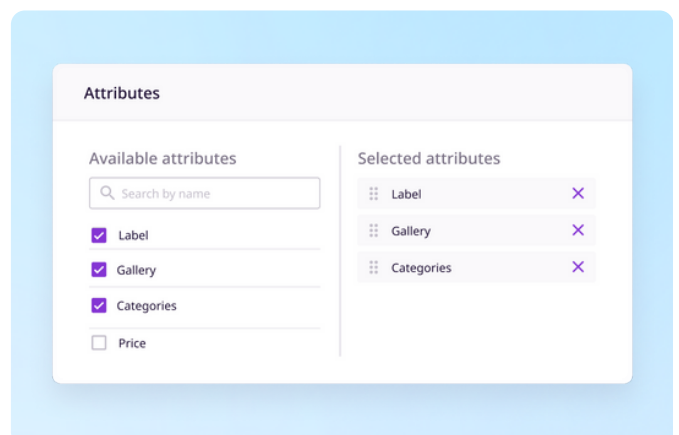 Attributes
Available attributes
Search by name
Label
Gallery
Categories
Price
Selected attributes
Label
Gallery
Categories